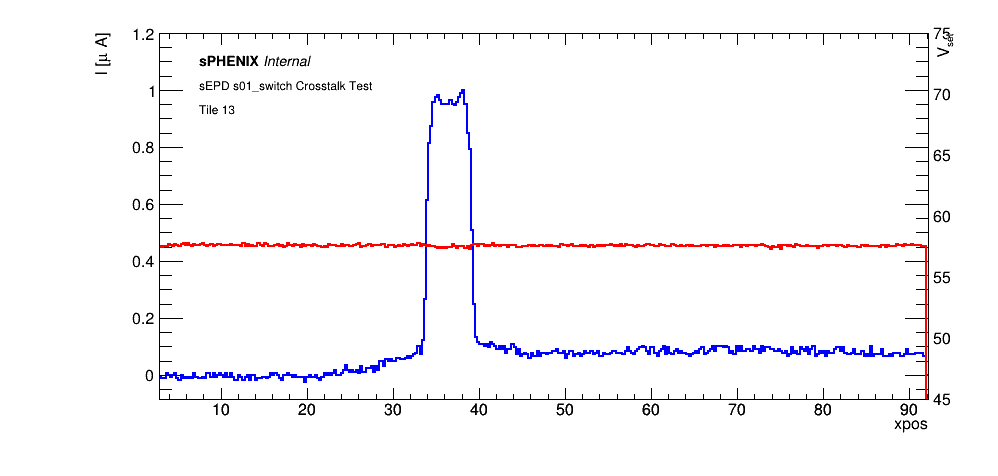 sPHENIX Internal
sEPD s01_switch Crosstalk Test
Tile 13
I [μ A]
1.2
1
0.8
0.6
0.4
0.2
0
75
70
65
60
55
50
45
V_set
10 20 30 40 50 60 70 80 90
xpos